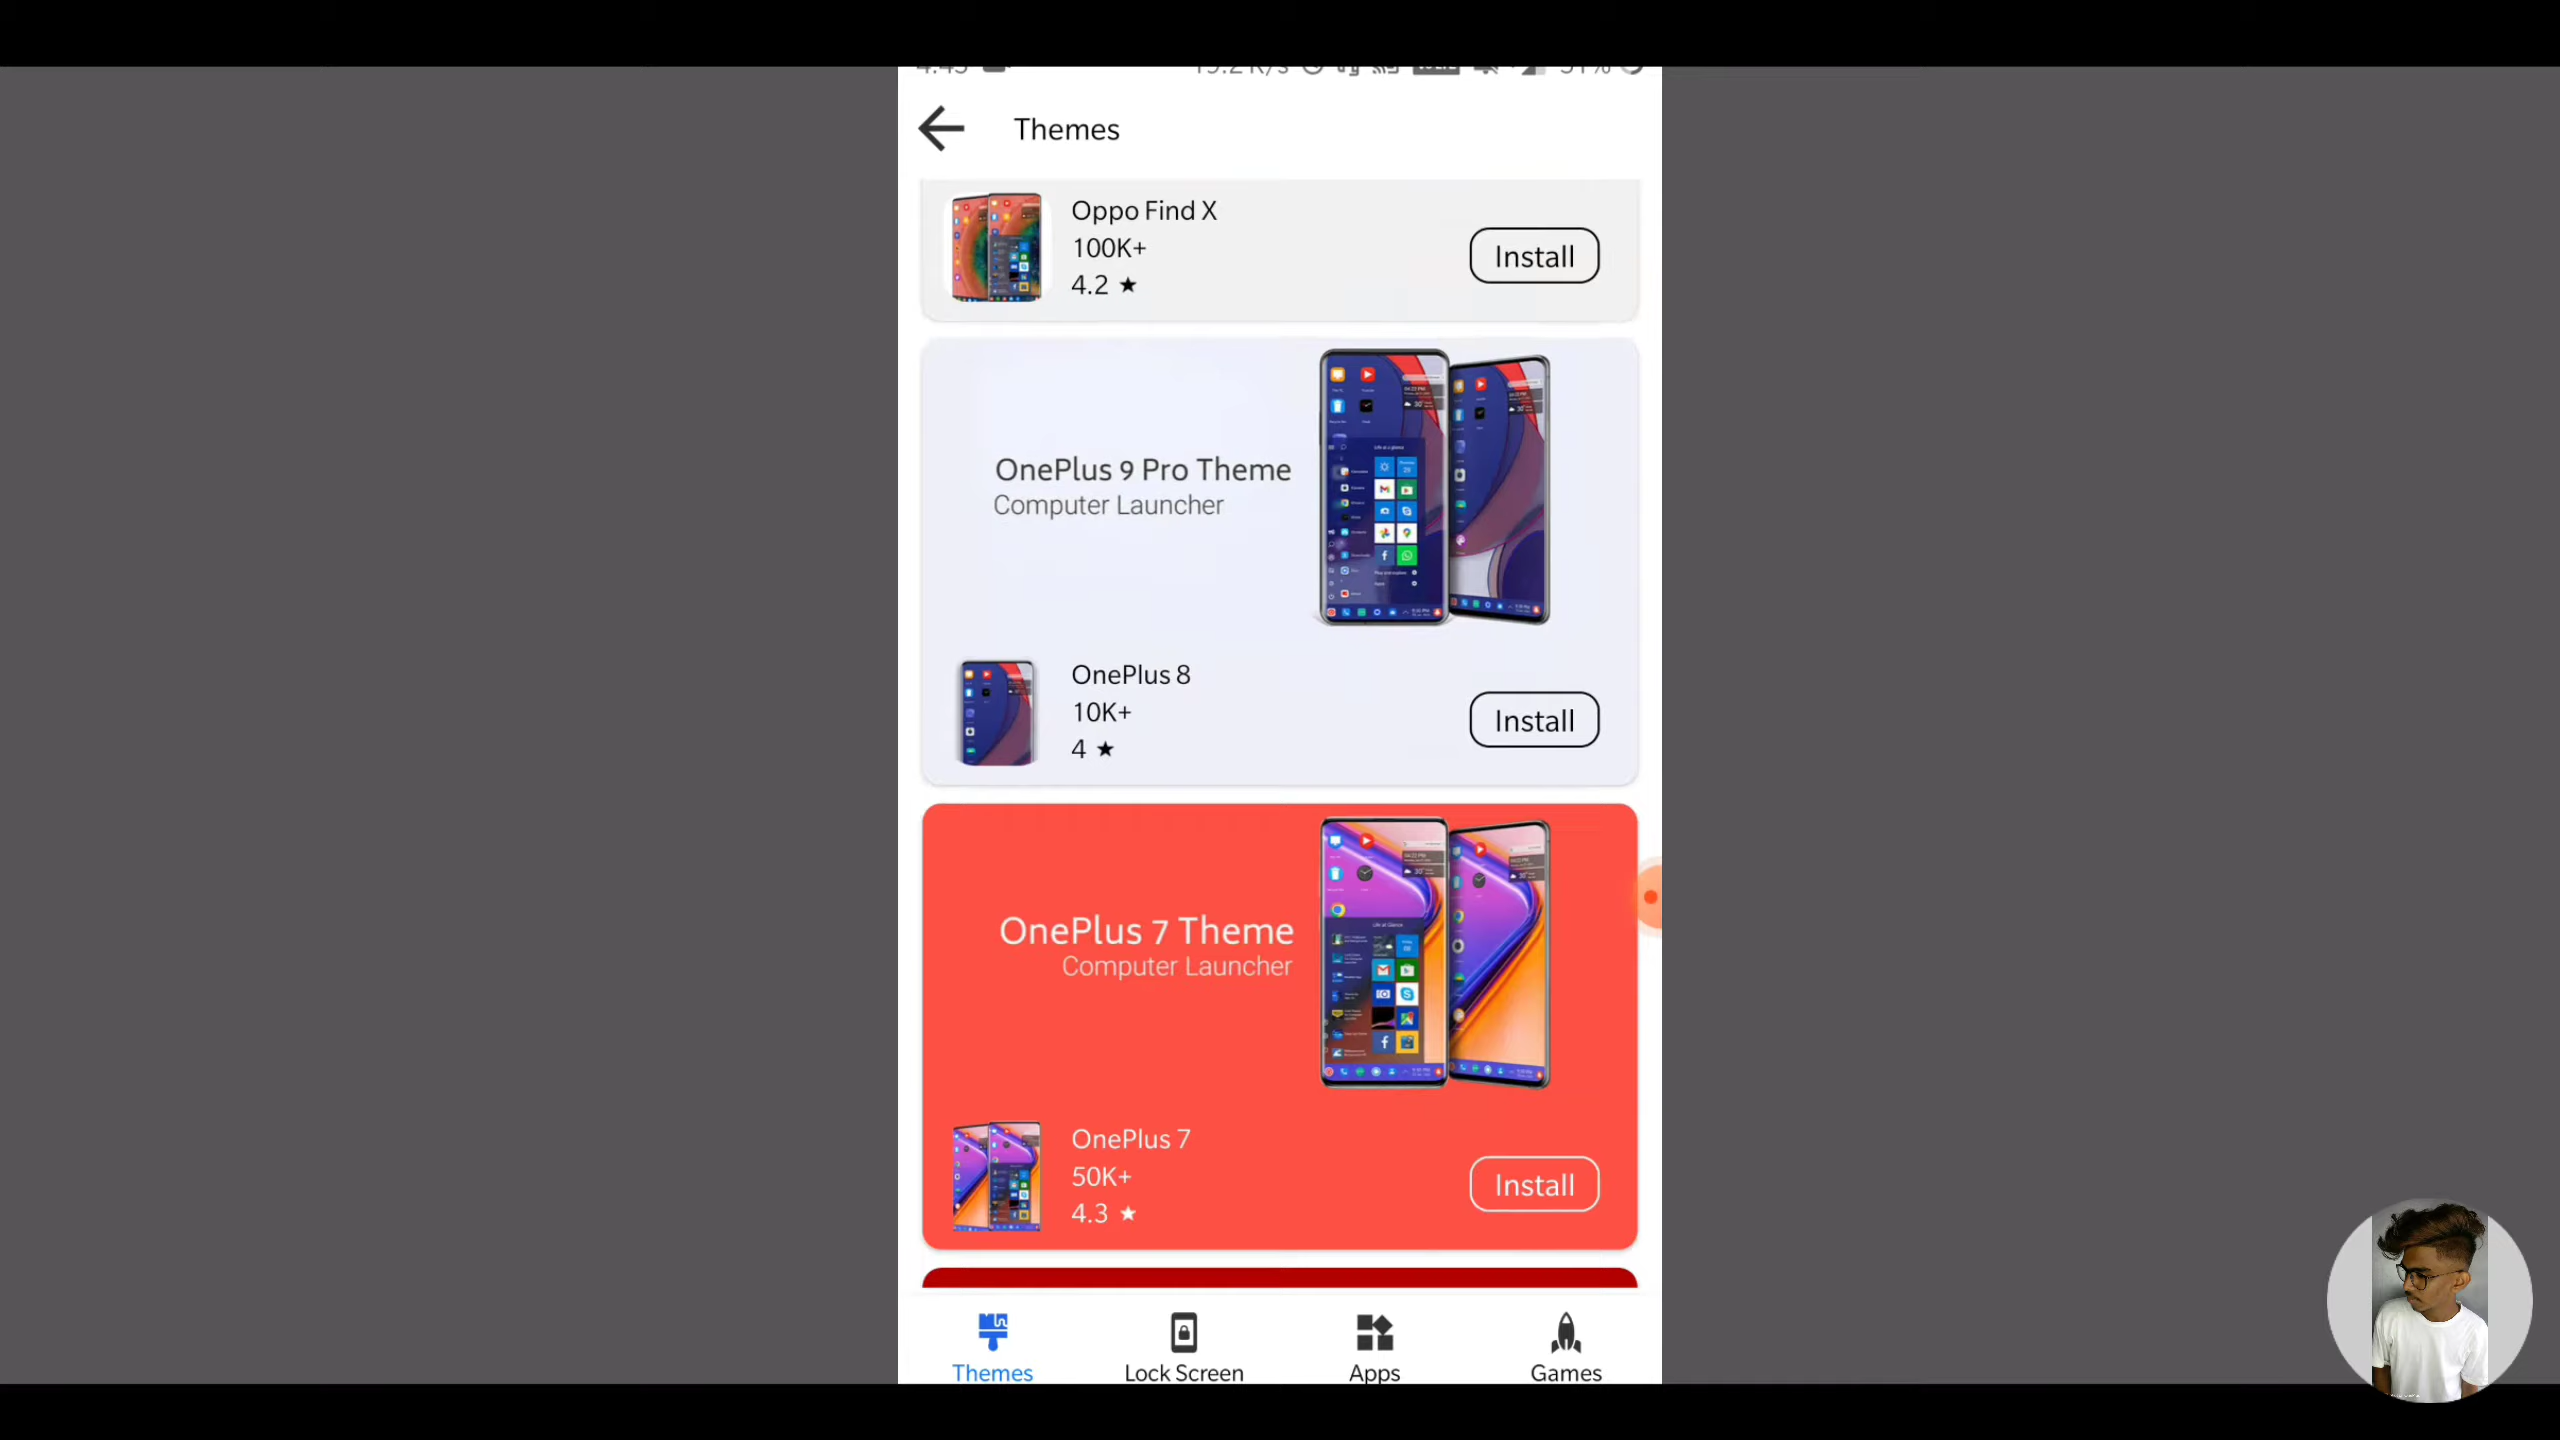 Themes
Oppo Find X
100K+
4.2 ★
Install
OnePlus 9 Pro Theme
Computer Launcher
OnePlus 8
10K+
4 ★
Install
OnePlus 7 Theme
Computer Launcher
OnePlus 7
50K+
4.3 ★
Install
Themes
Lock Screen
Apps
Games